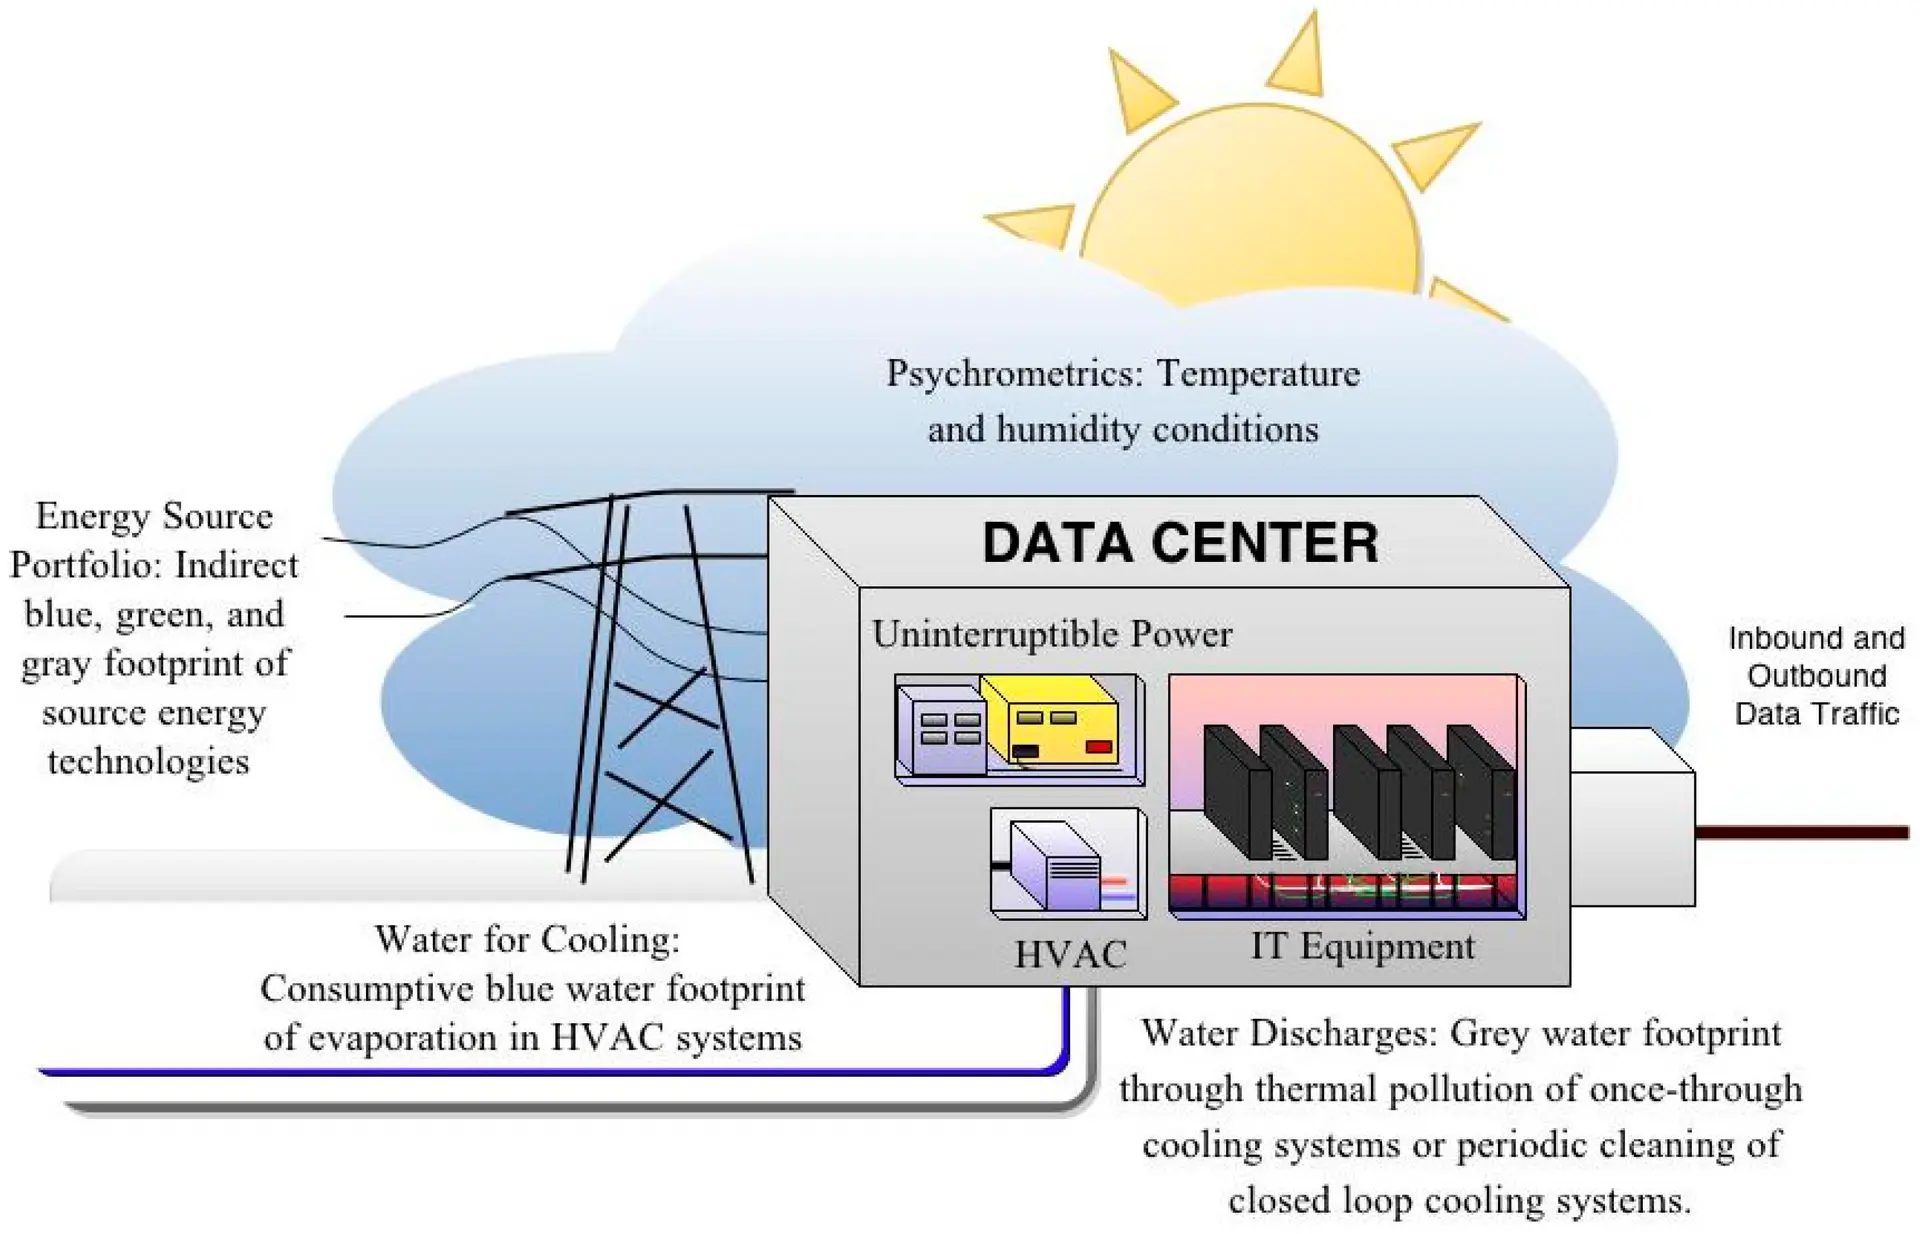 Psychrometrics: Temperature
and humidity conditions
Energy Source
Portfolio: Indirect
blue, green, and
gray footprint of
source energy
technologies
DATA CENTER
Uninterruptible Power
HVAC
IT Equipment
Inbound and
Outbound
Data Traffic
Water for Cooling:
Consumptive blue water footprint
of evaporation in HVAC systems
Water Discharges: Grey water footprint
through thermal pollution of once-through
cooling systems or periodic cleaning of
closed loop cooling systems.